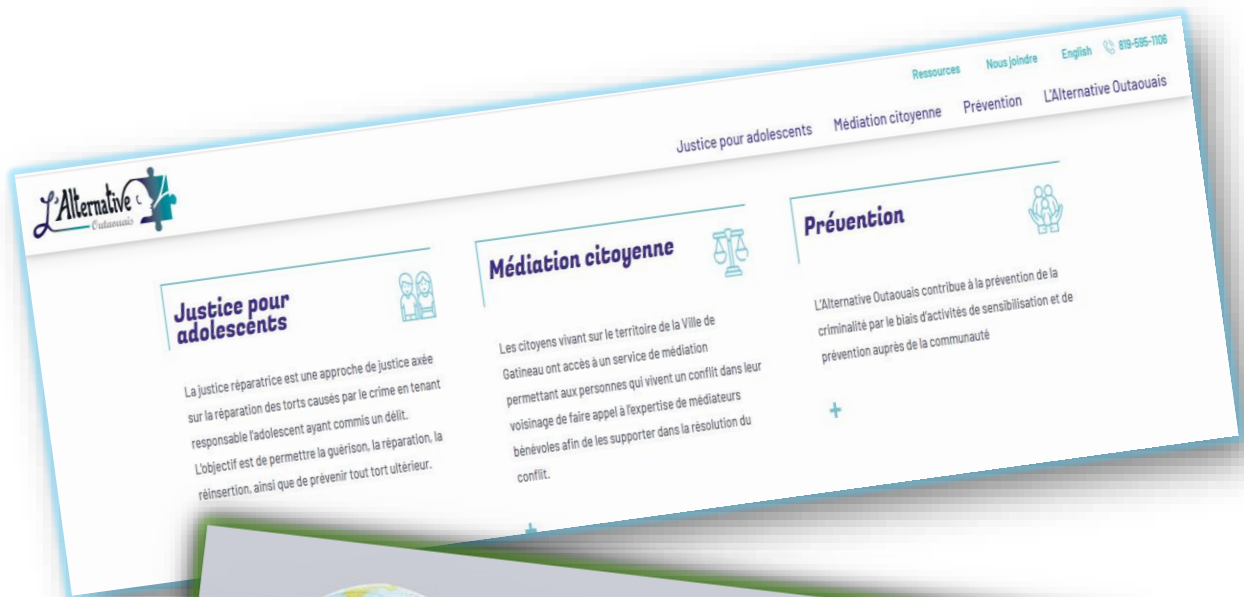 Ressources Nous joindre English 819-595-1106
Justice pour adolescents Médiation citoyenne Prévention L'Alternative Outaouais
L'Alternative
Outaouais
Justice pour
adolescents
La justice réparatrice est une approche de justice axée
sur la réparation des torts causés par le crime en tenant
responsable l'adolescent ayant commis un délit.
L'objectif est de permettre la guérison, la réparation, la
réinsertion, ainsi que de prévenir tout tort ultérieur.
Médiation citoyenne
Les citoyens vivant sur le territoire de la Ville de
Gatineau ont accès à un service de médiation
permettant aux personnes qui vivent un conflit dans leur
voisinage de faire appel à l'expertise de médiateurs
bénévoles afin de les supporter dans la résolution du
conflit.
+
Prévention
L'Alternative Outaouais contribue à la prévention de la
criminalité par le biais d'activités de sensibilisation et de
prévention auprès de la communauté
+